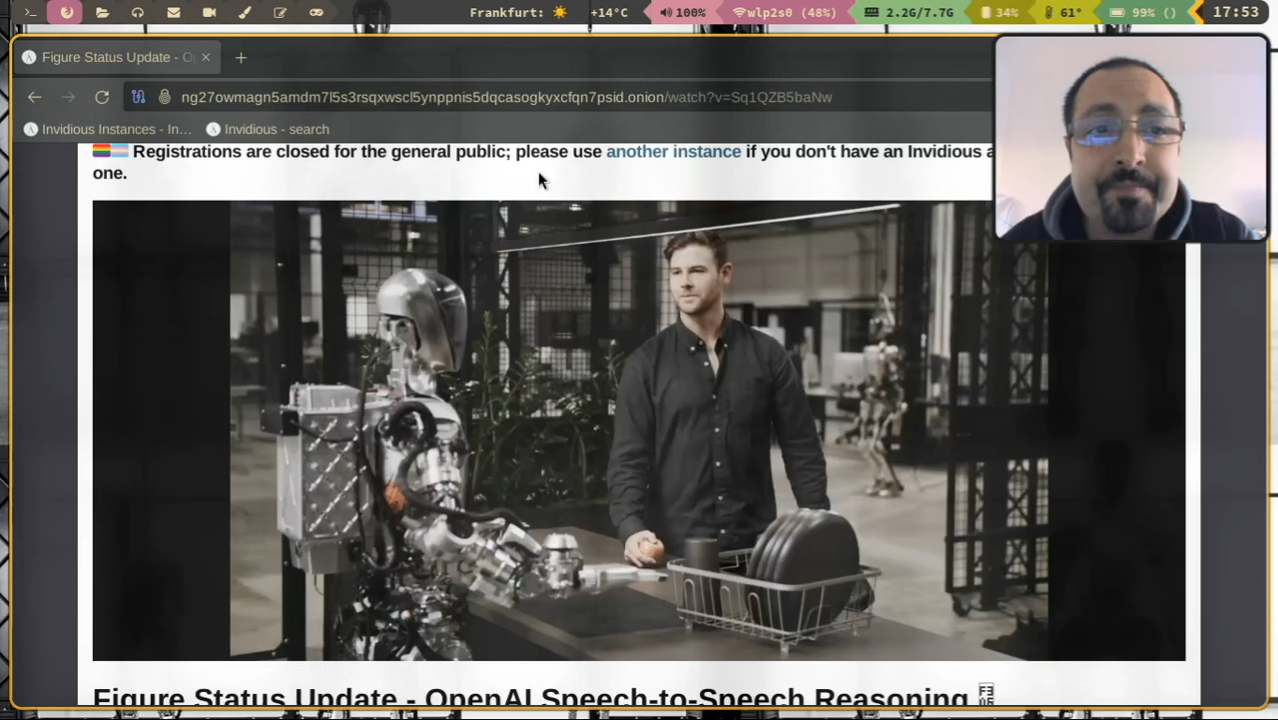 Frankfurt: ☀ +14°C 100% wlp2s0 (48%) 2.2G/7.7G 34% 61° 99% () 17:53
Figure Status Update - O
ng27owmagn5amdm7l5s3rsqxwscl5ynppnis5dqcasogkyxcfqn7psid.onion/watch?v=Sq1QZB5baNw
Invidious Instances - In... Invidious - search
Registrations are closed for the general public; please use another instance if you don't have an Invidious a
one.
Figure Status Update - OpenAI Speech-to-Speech Reasoning